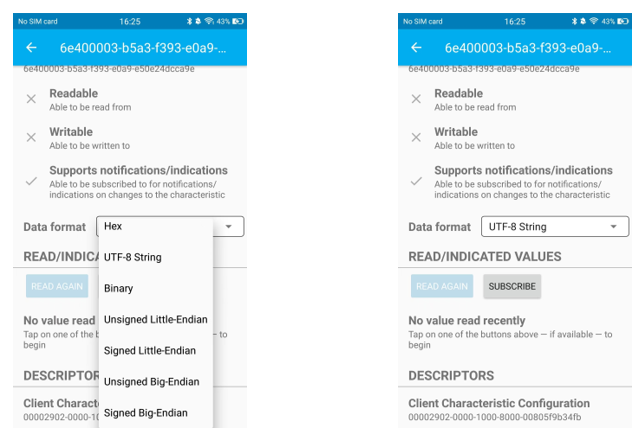 No SIM card 16:25 43%
6e400003-b5a3-f393-e0a9-...
6e400003-b5a3-f393-e0a9-e50e24dcca9e
Readable
Able to be read from
Writable
Able to be written to
Supports notifications/indications
Able to be subscribed to for notifications/
indications on changes to the characteristic
Data format
Hex
UTF-8 String
Binary
Unsigned Little-Endian
Signed Little-Endian
Unsigned Big-Endian
Signed Big-Endian
READ/INDICA
READ AGAIN
No value read
Tap on one of the b – to
begin
DESCRIPTOR
Client Charact
00002902-0000-10
No SIM card 16:25 43%
6e400003-b5a3-f393-e0a9-...
6e400003-b5a3-f393-e0a9-e50e24dcca9e
Readable
Able to be read from
Writable
Able to be written to
Supports notifications/indications
Able to be subscribed to for notifications/
indications on changes to the characteristic
Data format UTF-8 String
READ/INDICATED VALUES
READ AGAIN SUBSCRIBE
No value read recently
Tap on one of the buttons above – if available – to
begin
DESCRIPTORS
Client Characteristic Configuration
00002902-0000-1000-8000-00805f9b34fb